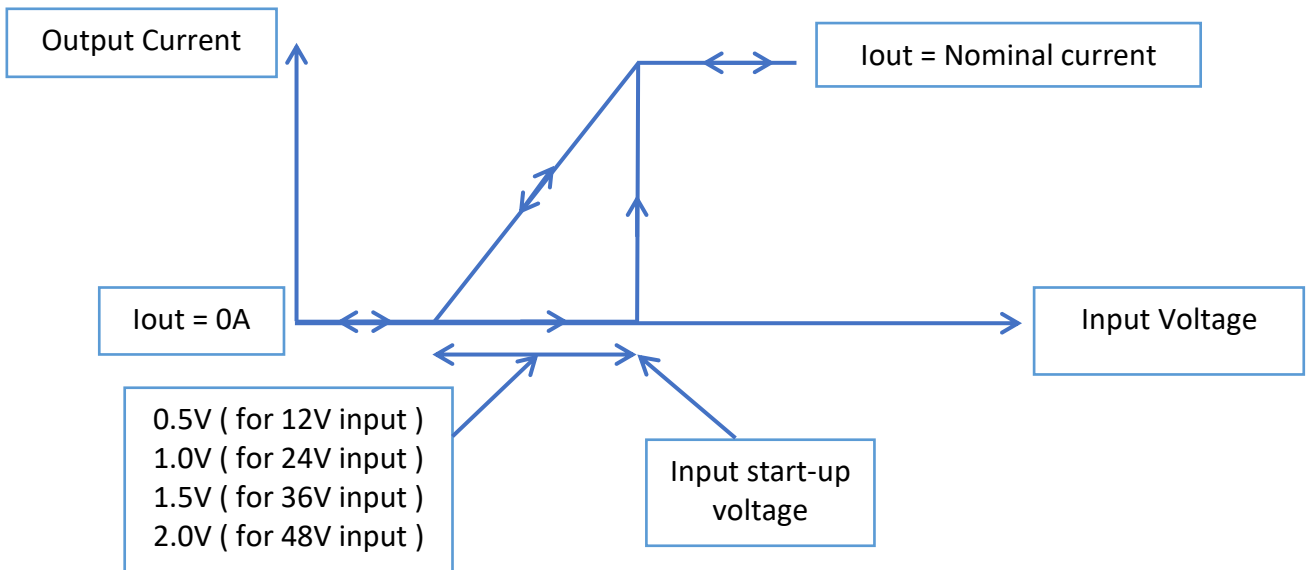 Output Current
Iout = Nominal current
Iout = 0A
Input Voltage
0.5V ( for 12V input )
1.0V ( for 24V input )
1.5V ( for 36V input )
2.0V ( for 48V input )
Input start-up
voltage